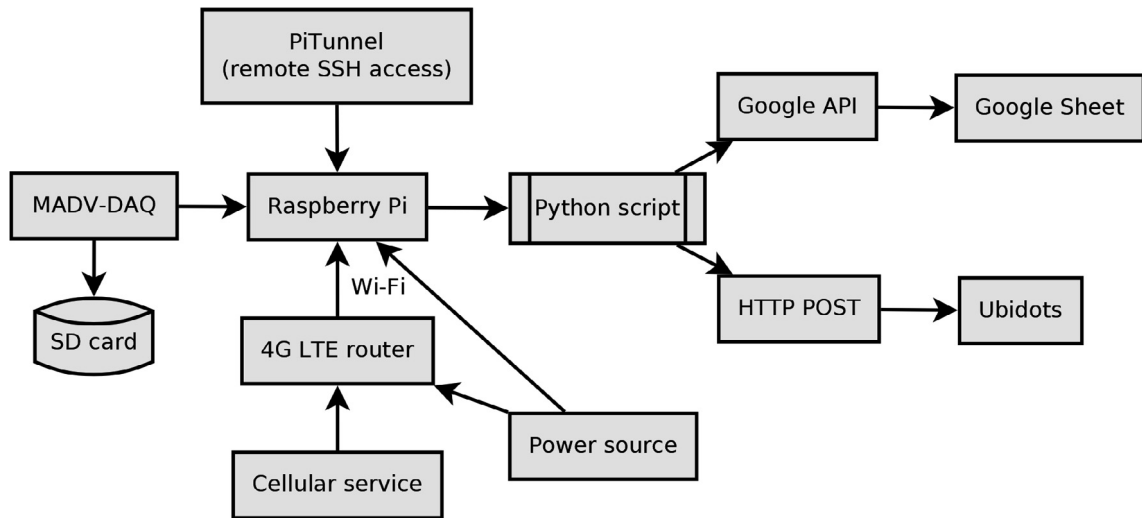 PiTunnel
(remote SSH access)
Google API
Google Sheet
MADV-DAQ
Raspberry Pi
Python script
Wi-Fi
HTTP POST
Ubidots
SD card
4G LTE router
Power source
Cellular service